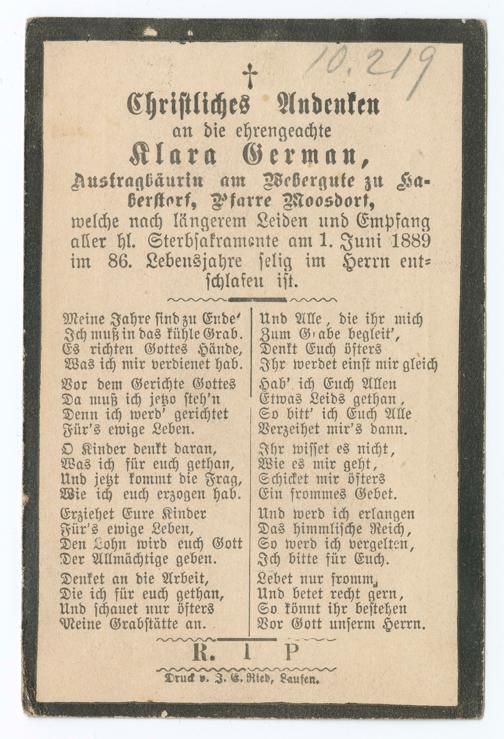 10.219
Christliches Andenken
an die ehrengeachte
Klara German,
Austragbäurin am Webergute zu Ha-
berstorf, Pfarre Moosdorf,
welche nach längerem Leiden und Empfang
aller hl. Sterbsakramente am 1. Juni 1889
im 86. Lebensjahre selig im Herrn ent-
schlafen ist.
Meine Jahre sind zu Ende'
Ich muß in das kühle Grab.
Es richten Gottes Hände,
Was ich mir verdienet hab.
Vor dem Gerichte Gottes
Da muß ich jetzo steh'n
Denn ich werd' gerichtet
Für's ewige Leben.
O Kinder denkt daran,
Was ich für euch gethan,
Und jetzt kommt die Frag,
Wie ich euch erzogen hab.
Erziehet Eure Kinder
Für's ewige Leben,
Den Lohn wird euch Gott
Der Allmächtige geben.
Denket an die Arbeit,
Die ich für euch gethan,
Und schauet nur öfters
Meine Grabstätte an.
Und Alle, die ihr mich
Zum Grabe begleit',
Denkt Euch öfters
Ihr werdet einst mir gleich
Hab' ich Euch Allen
Etwas Leids gethan,
So bitt' ich Euch Alle
Verzeihet mir's dann.
Ihr wisset es nicht,
Wie es mir geht,
Schicket mir öfters
Ein frommes Gebet.
Und werd ich erlangen
Das himmlische Reich,
So werd ich vergelten,
Ich bitte für Euch.
Lebet nur fromm,
Und betet recht gern,
So könnt ihr bestehen
Vor Gott unserm Herrn.
R. I P
Druck v. J. E. Ried, Laufen.